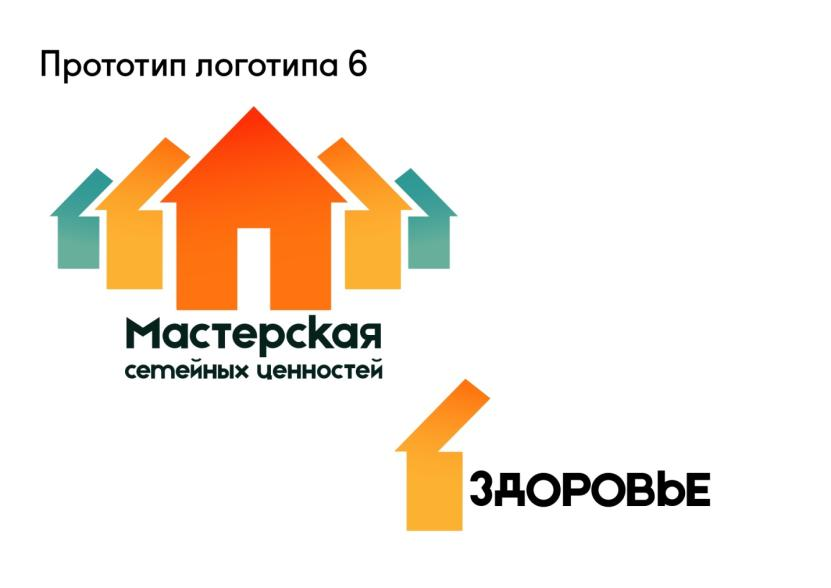 Прототип логотипа 6
Мастерская
семейных ценностей
ЗДОРОВЬЕ